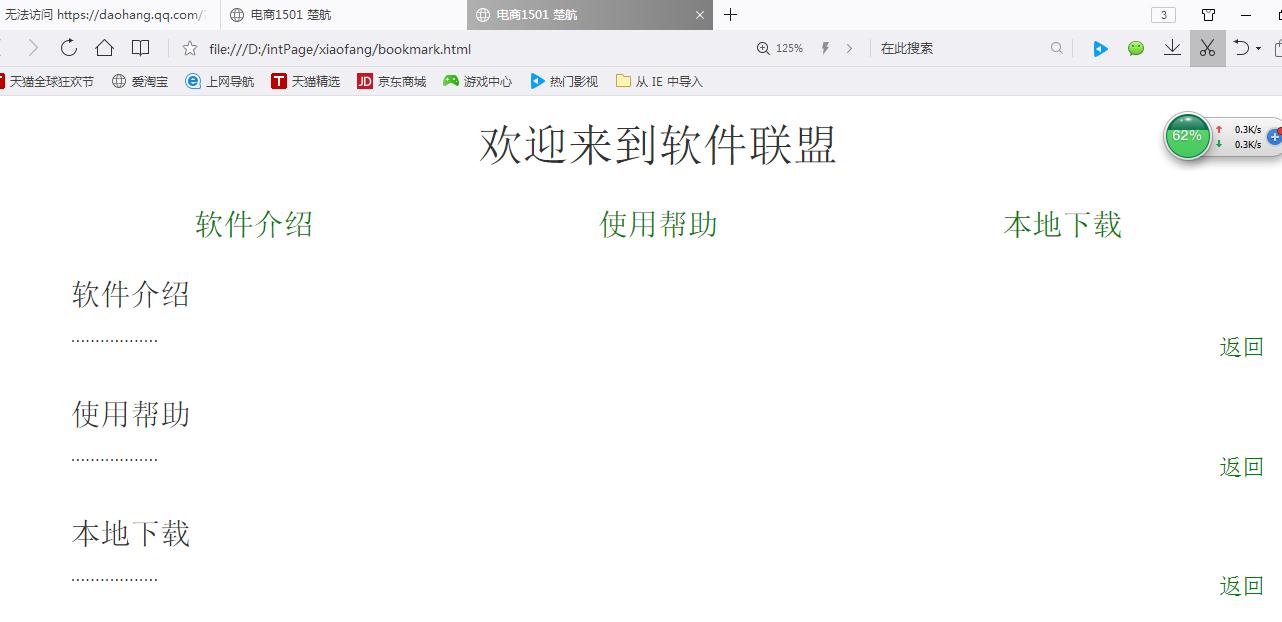 无法访问 https://daohang.qq.com/
电商1501 楚航
电商1501 楚航
3
file:///D:/intPage/xiaofang/bookmark.html
125%
在此搜索
天猫全球狂欢节
爱淘宝
上网导航
天猫精选
JD 京东商城
游戏中心
热门影视
从 IE 中导入
欢迎来到软件联盟
62%
0.3K/s
0.3K/s
软件介绍 使用帮助 本地下载
软件介绍
..................
返回
使用帮助
..................
返回
本地下载
..................
返回